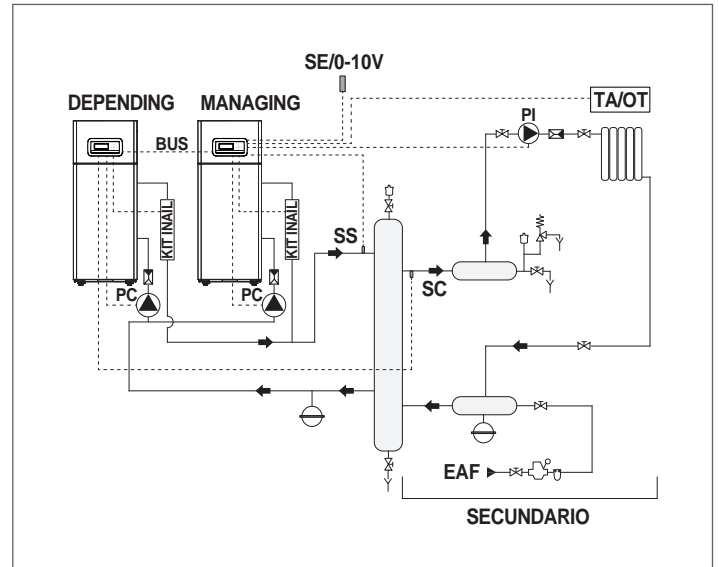 SE/0-10V
DEPENDING
MANAGING
TA/OT
PI
BUS
KIT INAIL
KIT INAIL
SS
SC
PC
PC
EAF
SECUNDARIO